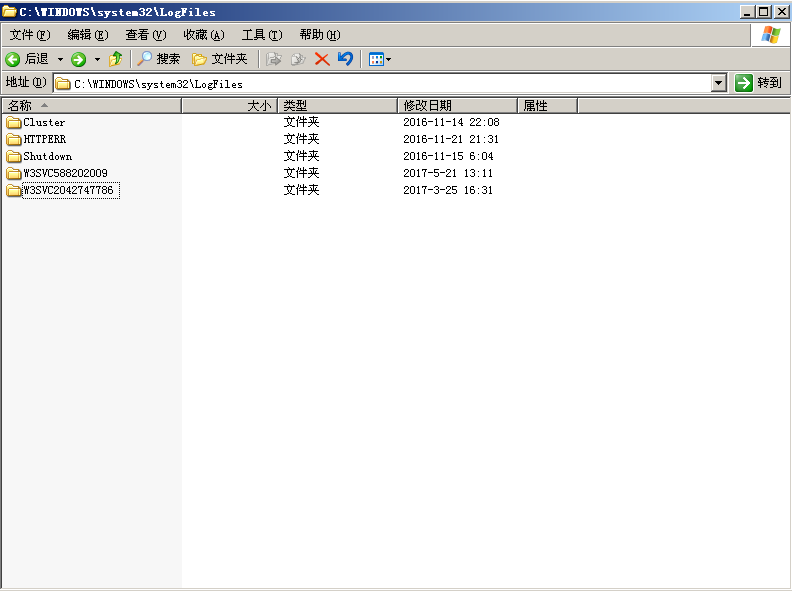 C:\WINDOWS\system32\LogFiles
文件(F) 编辑(E) 查看(V) 收藏(A) 工具(T) 帮助(H)
后退 搜索 文件夹
地址(D) C:\WINDOWS\system32\LogFiles 转到
名称 大小 类型 修改日期 属性
Cluster 文件夹 2016-11-14 22:08
HTTPERR 文件夹 2016-11-21 21:31
Shutdown 文件夹 2016-11-15 6:04
W3SVC588202009 文件夹 2017-5-21 13:11
W3SVC2042747786 文件夹 2017-3-25 16:31